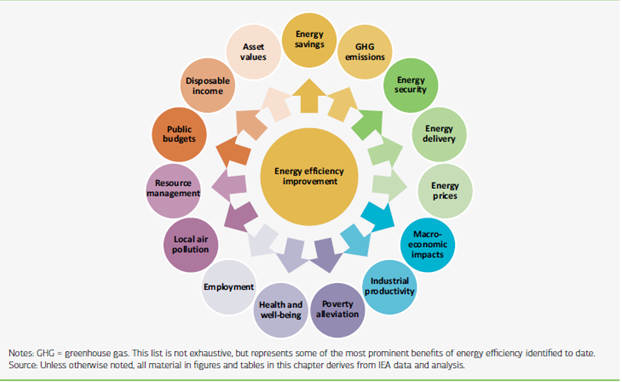 Energy
savings
GHG
emissions
Energy
security
Energy
delivery
Energy
prices
Macro-
economic
impacts
Industrial
productivity
Poverty
alleviation
Health and
well-being
Employment
Local air
pollution
Resource
management
Public
budgets
Disposable
income
Asset
values
Energy efficiency
improvement
Notes: GHG = greenhouse gas. This list is not exhaustive, but represents some of the most prominent benefits of energy efficiency identified to date.
Source: Unless otherwise noted, all material in figures and tables in this chapter derives from IEA data and analysis.